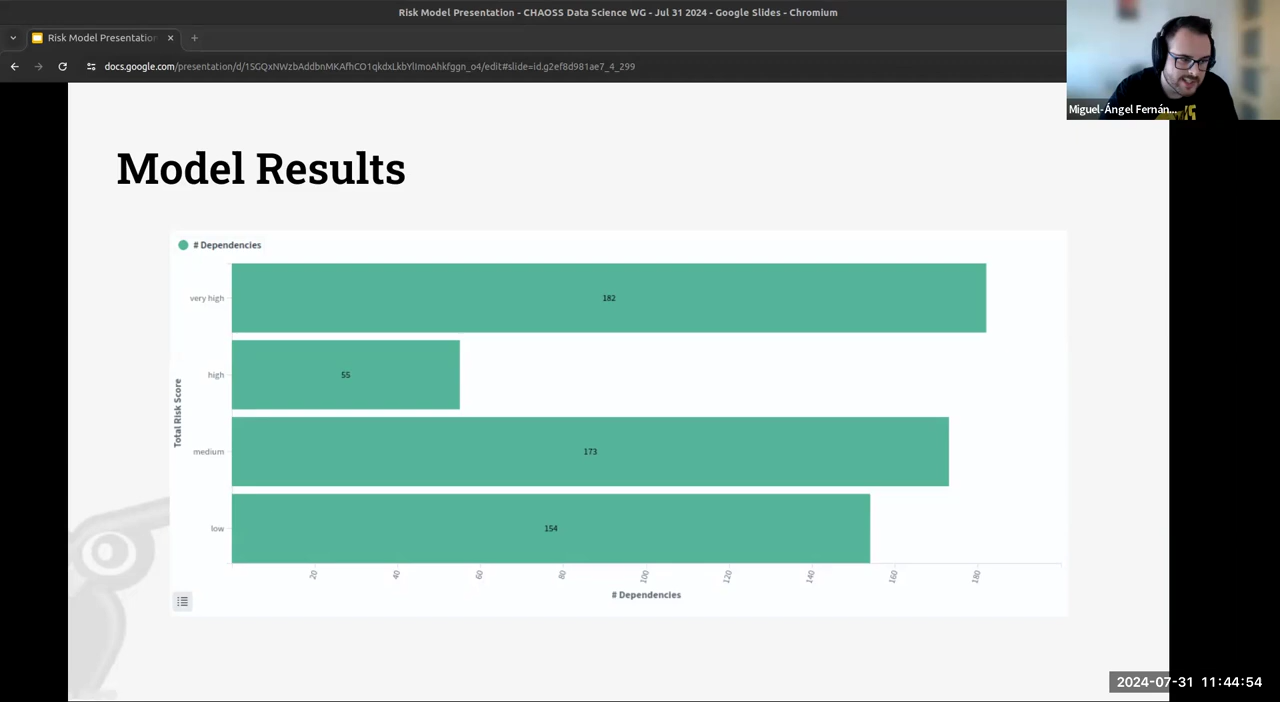 Risk Model Presentation - CHAOSS Data Science WG - Jul 31 2024 - Google Slides - Chromium
Risk Model Presentation
docs.google.com/presentation/d/1SGQxNWzbAddbnMKAfhCO1qkdxLkbYlImoAhkfggn_o4/edit#slide=id.g2ef8d981ae7_4_299
Miguel-Ángel Fernán...
Model Results
# Dependencies
very high
182
high
55
Total Risk Score
medium
173
low
154
20
40
60
80
100
120
140
160
180
# Dependencies
2024-07-31 11:44:54